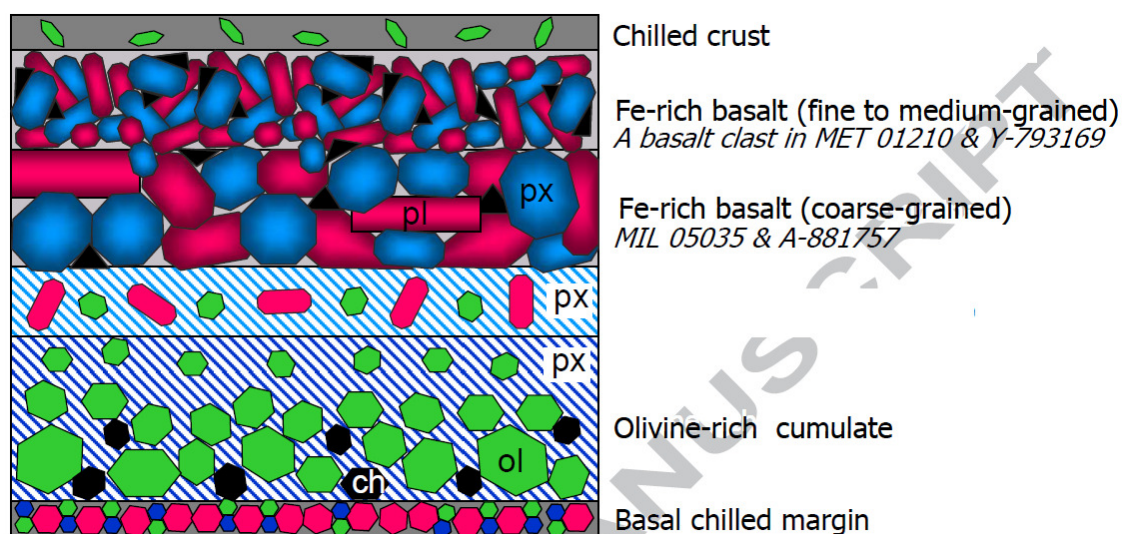 Chilled crust
Fe-rich basalt (fine to medium-grained)
A basalt clast in MET 01210 & Y-793169
px
pl
Fe-rich basalt (coarse-grained)
MIL 05035 & A-881757
px
px
Olivine-rich cumulate
ol
ch
Basal chilled margin
NUSCRIPT